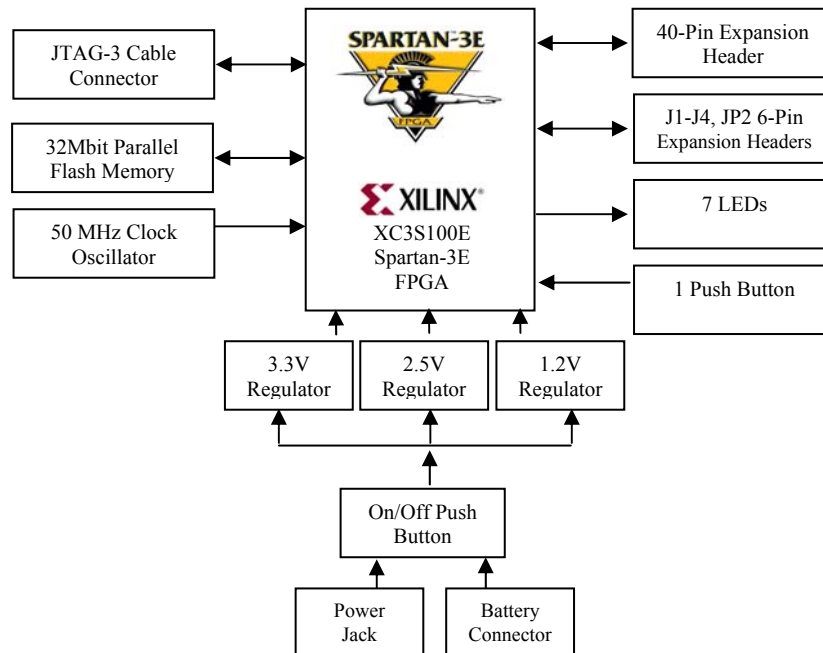 JTAG-3 Cable
Connector
32Mbit Parallel
Flash Memory
50 MHz Clock
Oscillator
SPARTAN-3E
FPGA
XILINX®
XC3S100E
Spartan-3E
FPGA
40-Pin Expansion
Header
J1-J4, JP2 6-Pin
Expansion Headers
7 LEDs
1 Push Button
3.3V
Regulator
2.5V
Regulator
1.2V
Regulator
On/Off Push
Button
Power
Jack
Battery
Connector